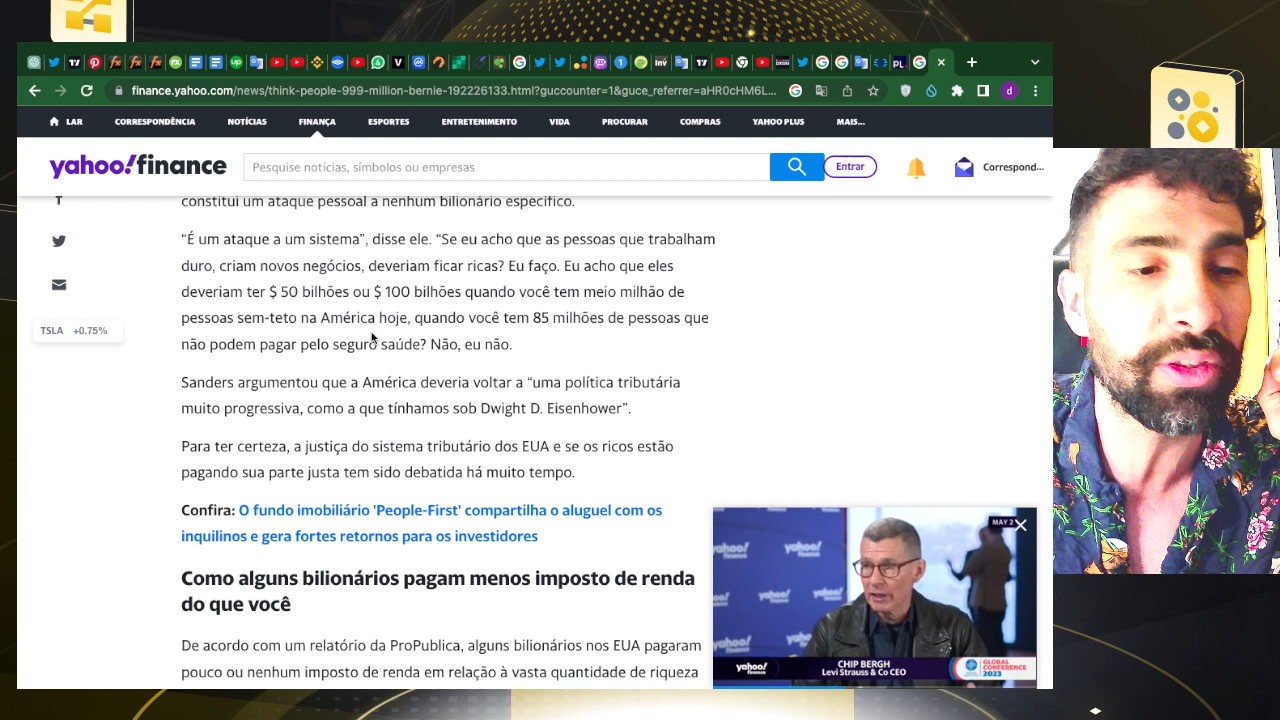 finance.yahoo.com/news/think-people-999-million-bernie-192226133.html?guccounter=1&guce_referrer=aHR0cHM6L...
LAR CORRESPONDÊNCIA NOTÍCIAS FINANÇA ESPORTES ENTRETENIMENTO VIDA PROCURAR COMPRAS YAHOO PLUS MAIS...
yahoo!finance Pesquise notícias, símbolos ou empresas Entrar Correspond...
constitui um ataque pessoal a nenhum bilionário específico.
“É um ataque a um sistema”, disse ele. “Se eu acho que as pessoas que trabalham
duro, criam novos negócios, deveriam ficar ricas? Eu faço. Eu acho que eles
deveriam ter $ 50 bilhões ou $ 100 bilhões quando você tem meio milhão de
pessoas sem-teto na América hoje, quando você tem 85 milhões de pessoas que
não podem pagar pelo seguro saúde? Não, eu não.
TSLA +0.75%
Sanders argumentou que a América deveria voltar a “uma política tributária
muito progressiva, como a que tínhamos sob Dwight D. Eisenhower”.
Para ter certeza, a justiça do sistema tributário dos EUA e se os ricos estão
pagando sua parte justa tem sido debatida há muito tempo.
Confira: O fundo imobiliário 'People-First' compartilha o aluguel com os
inquilinos e gera fortes retornos para os investidores
Como alguns bilionários pagam menos imposto de renda
do que você
De acordo com um relatório da ProPublica, alguns bilionários nos EUA pagaram
pouco ou nenhum imposto de renda em relação à vasta quantidade de riqueza
MAY 2
CHIP BERGH
Levi Strauss & Co CEO
yahoo!
finance
GLOBAL
CONFERENCE
2023